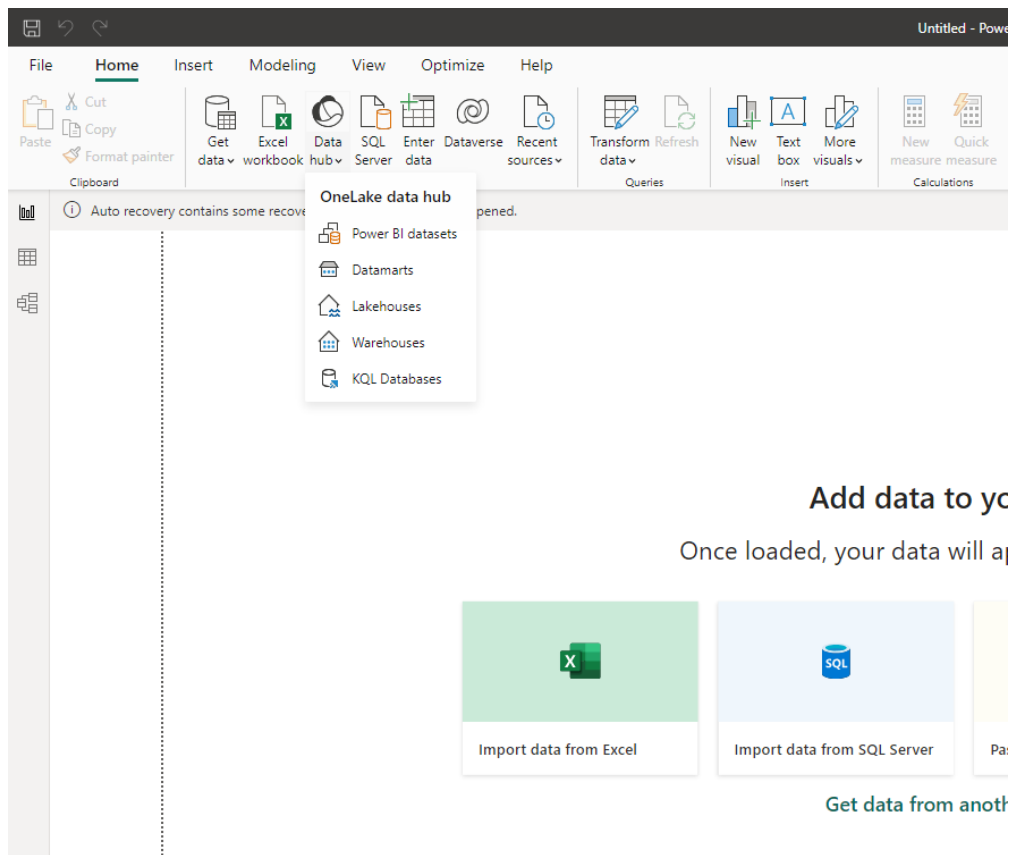 Untitled - Powe
File Home Insert Modeling View Optimize Help
Paste
Cut
Copy
Format painter
Clipboard
Get data
Excel workbook
Data hub
SQL Server
Enter data
Dataverse
Recent sources
Transform data
Refresh
Queries
New visual
Text box
More visuals
Insert
New measure
Quick measure
Calculations
Auto recovery contains some recove
pened.
OneLake data hub
Power BI datasets
Datamarts
Lakehouses
Warehouses
KQL Databases
Add data to yo
Once loaded, your data will ap
X
SQL
Import data from Excel
Import data from SQL Server
Pas
Get data from anoth